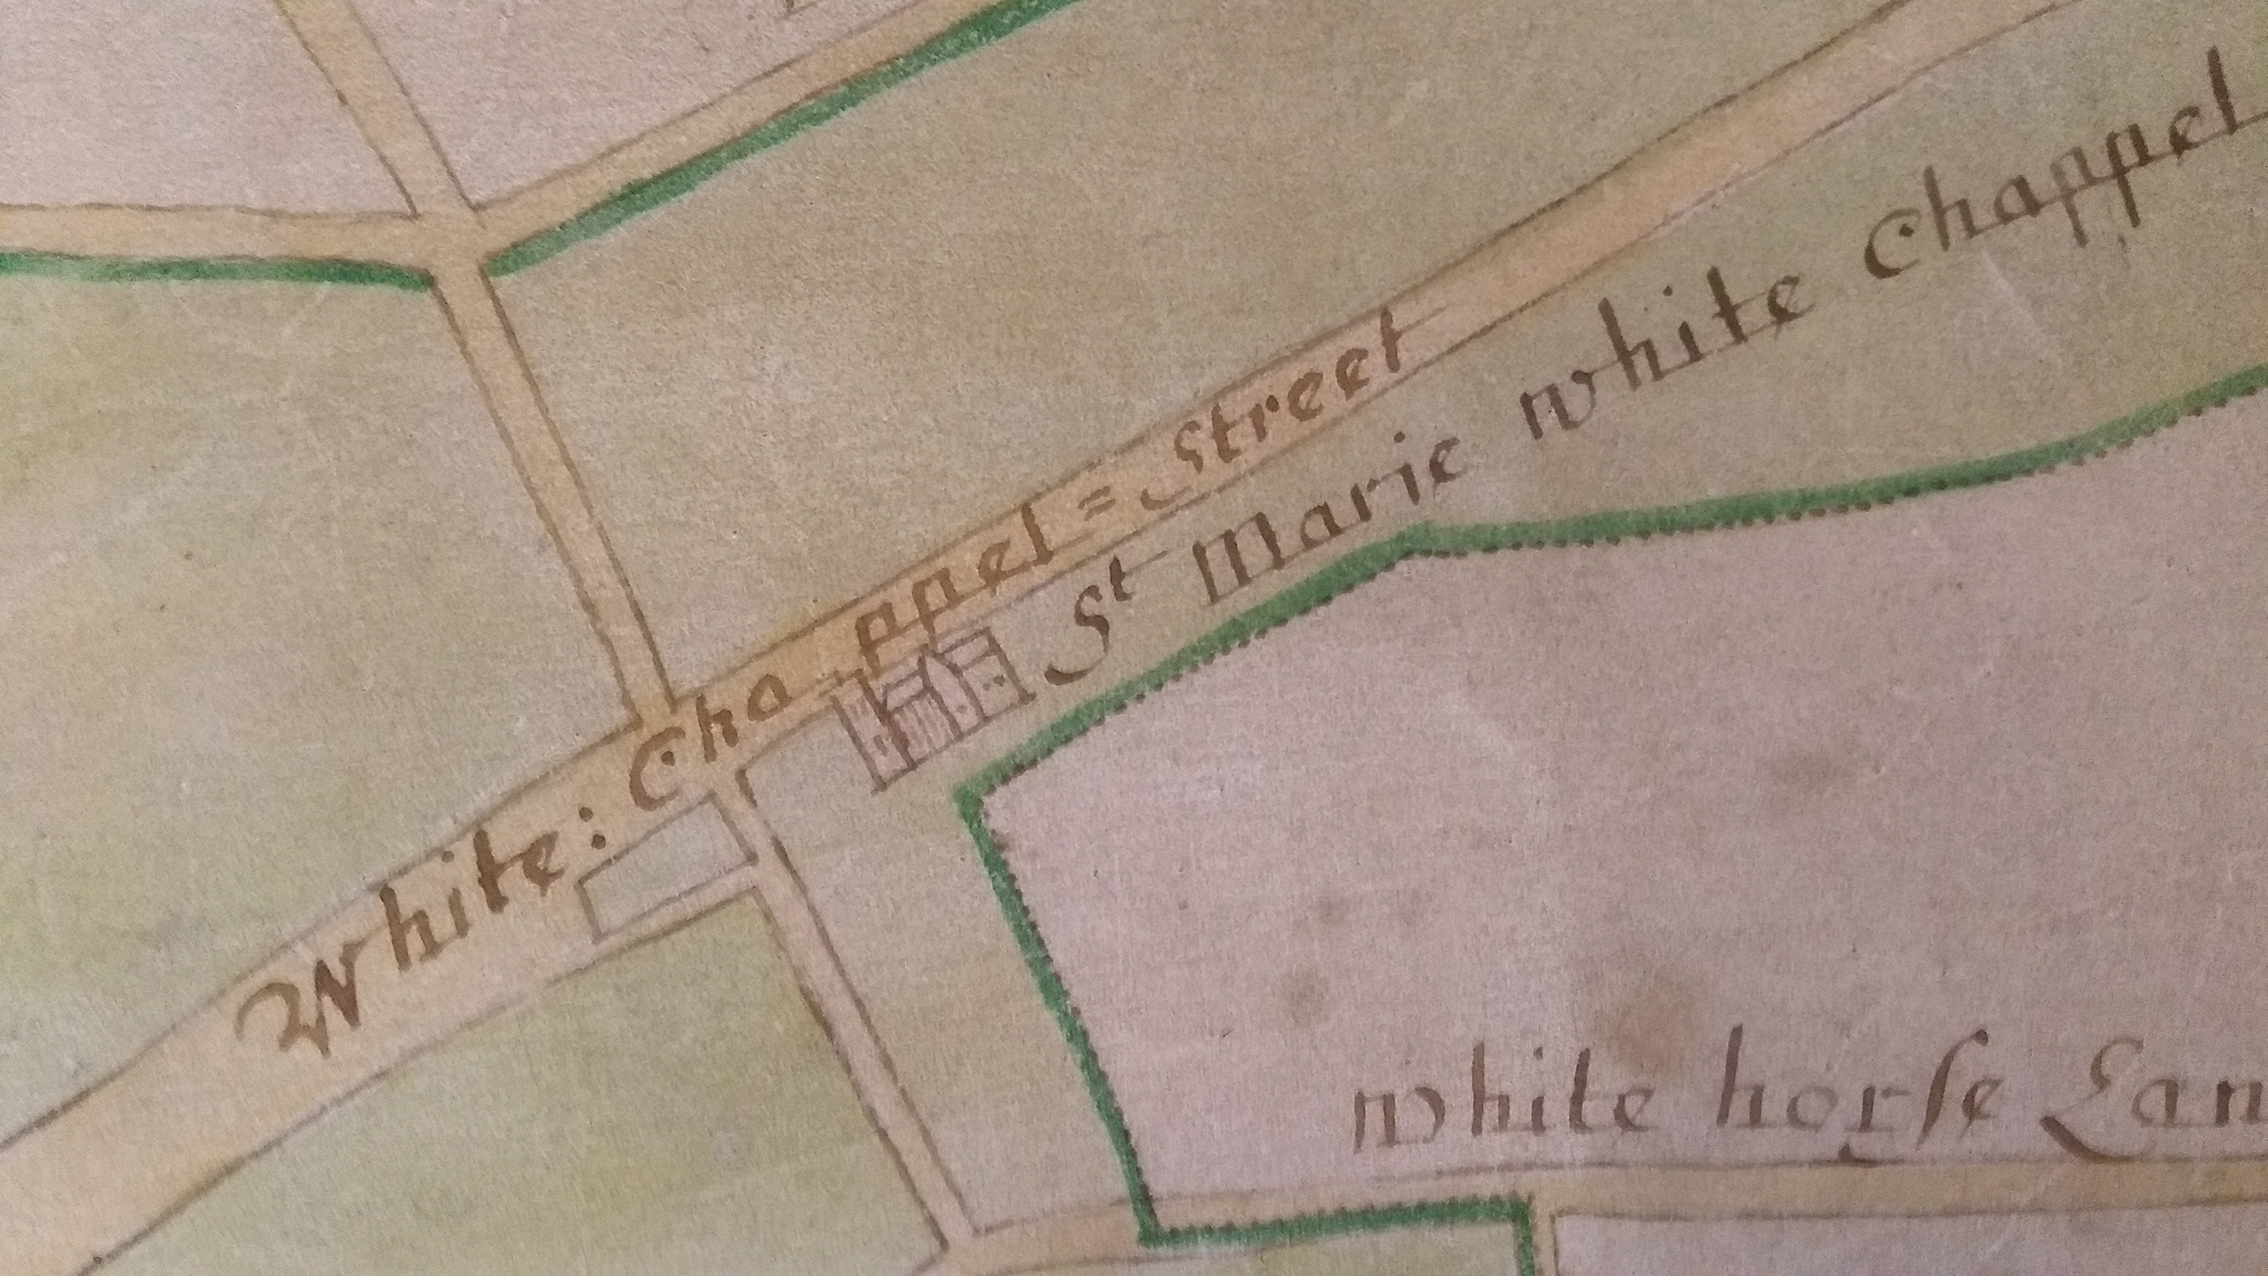 White: Chappel = Street
St Marie white Chappel
white horſe Lan